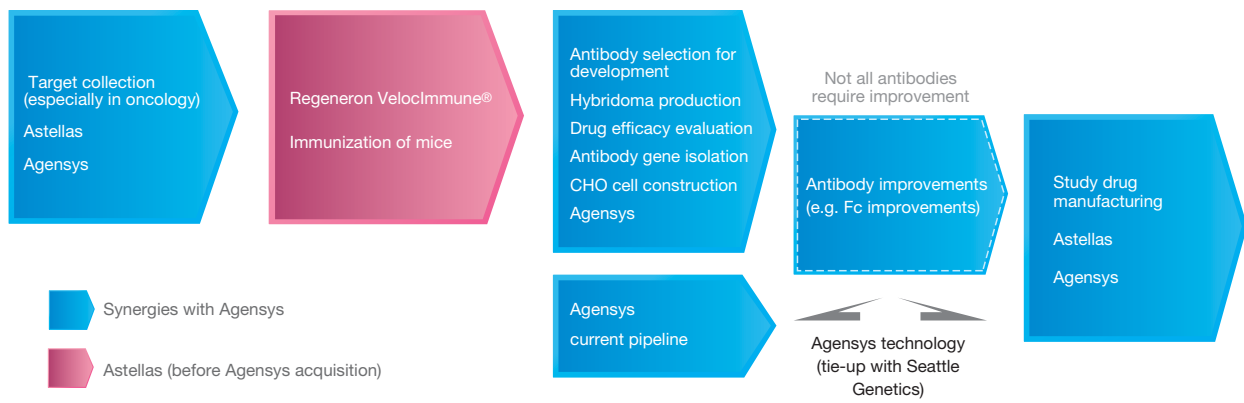 Target collection
(especially in oncology)
Astellas
Agensys
Regeneron VelocImmune®
Immunization of mice
Antibody selection for
development
Hybridoma production
Drug efficacy evaluation
Antibody gene isolation
CHO cell construction
Agensys
Agensys
current pipeline
Not all antibodies
require improvement
Antibody improvements
(e.g. Fc improvements)
Agensys technology
(tie-up with Seattle
Genetics)
Study drug
manufacturing
Astellas
Agensys
Synergies with Agensys
Astellas (before Agensys acquisition)